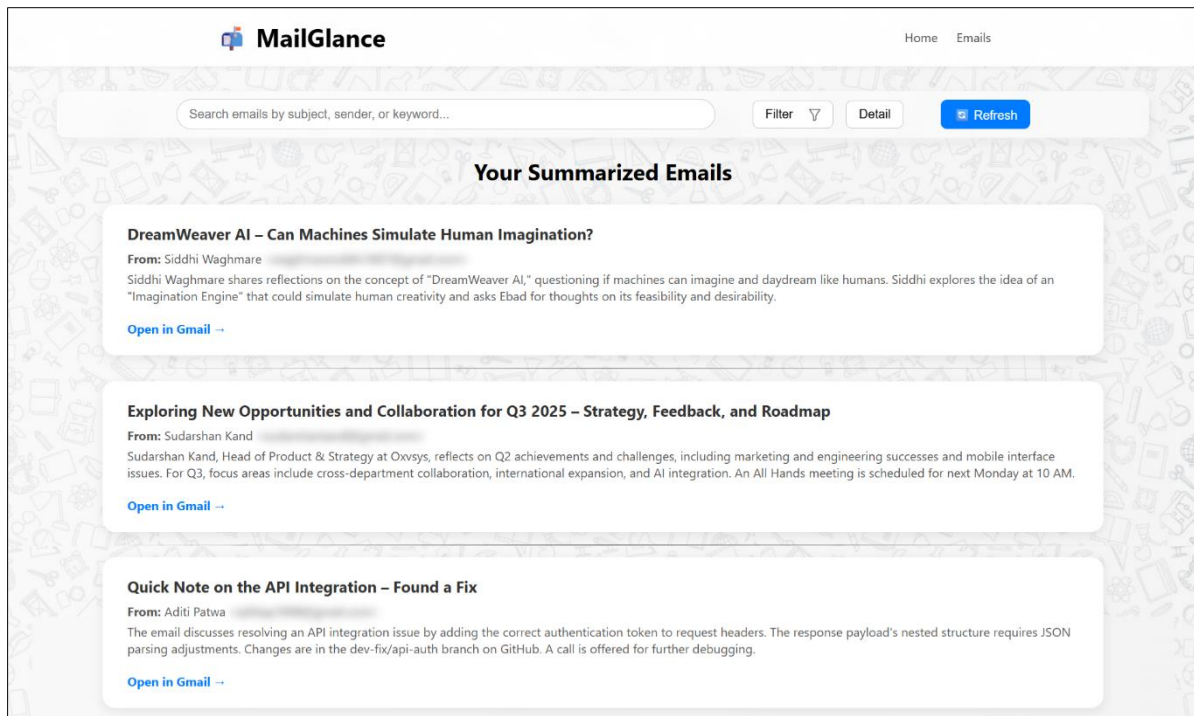 MailGlance
Home Emails
Search emails by subject, sender, or keyword...
Filter
Detail
Refresh
Your Summarized Emails
DreamWeaver AI – Can Machines Simulate Human Imagination?
From: Siddhi Waghmare
Siddhi Waghmare shares reflections on the concept of "DreamWeaver AI," questioning if machines can imagine and daydream like humans. Siddhi explores the idea of an
"Imagination Engine" that could simulate human creativity and asks Ebad for thoughts on its feasibility and desirability.
Open in Gmail →
Exploring New Opportunities and Collaboration for Q3 2025 – Strategy, Feedback, and Roadmap
From: Sudarshan Kand
Sudarshan Kand, Head of Product & Strategy at Oxvsys, reflects on Q2 achievements and challenges, including marketing and engineering successes and mobile interface
issues. For Q3, focus areas include cross-department collaboration, international expansion, and AI integration. An All Hands meeting is scheduled for next Monday at 10 AM.
Open in Gmail →
Quick Note on the API Integration – Found a Fix
From: Aditi Patwa
The email discusses resolving an API integration issue by adding the correct authentication token to request headers. The response payload's nested structure requires JSON
parsing adjustments. Changes are in the dev-fix/api-auth branch on GitHub. A call is offered for further debugging.
Open in Gmail →